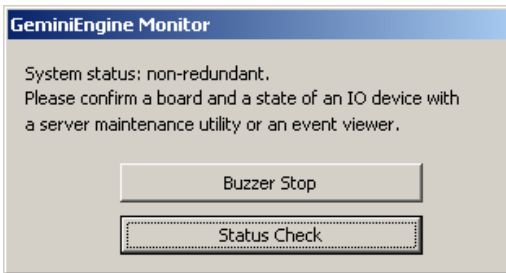 GeminiEngine Monitor
System status: non-redundant.
Please confirm a board and a state of an IO device with
a server maintenance utility or an event viewer.
Buzzer Stop
Status Check